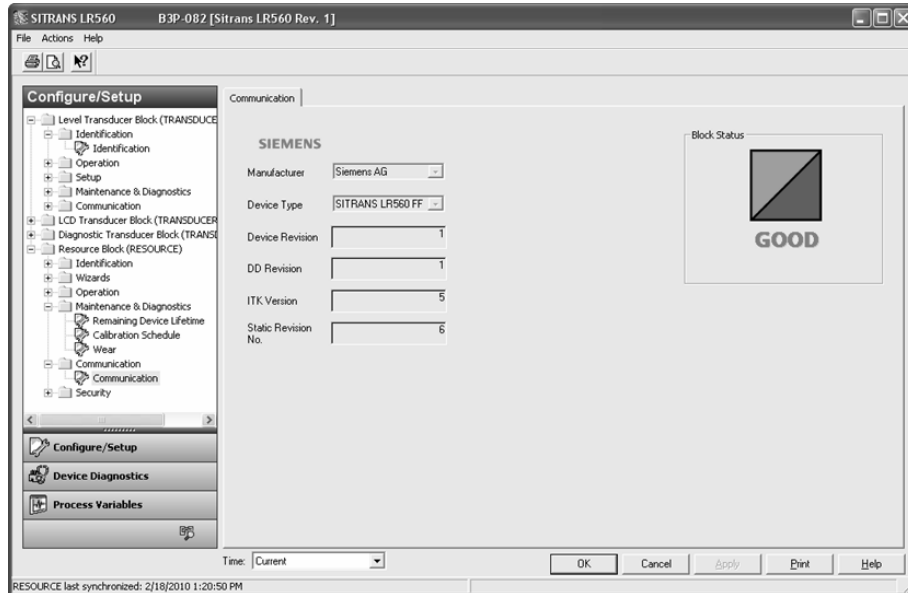 SITRANS LR560 B3P-082 [Sitrans LR560 Rev. 1]
File Actions Help
Configure/Setup
Level Transducer Block (TRANSDUCE
Identification
Identification
Operation
Setup
Maintenance & Diagnostics
Communication
LCD Transducer Block (TRANSDUCER
Diagnostic Transducer Block (TRANSD
Resource Block (RESOURCE)
Identification
Wizards
Operation
Maintenance & Diagnostics
Remaining Device Lifetime
Calibration Schedule
Wear
Communication
Communication
Security
Configure/Setup
Device Diagnostics
Process Variables
Communication
SIEMENS
Manufacturer Siemens AG
Device Type SITRANS LR560 FF
Device Revision 1
DD Revision 1
ITK Version 5
Static Revision
No. 6
Block Status
GOOD
Time: Current
OK Cancel Apply Print Help
RESOURCE last synchronized: 2/18/2010 1:20:50 PM